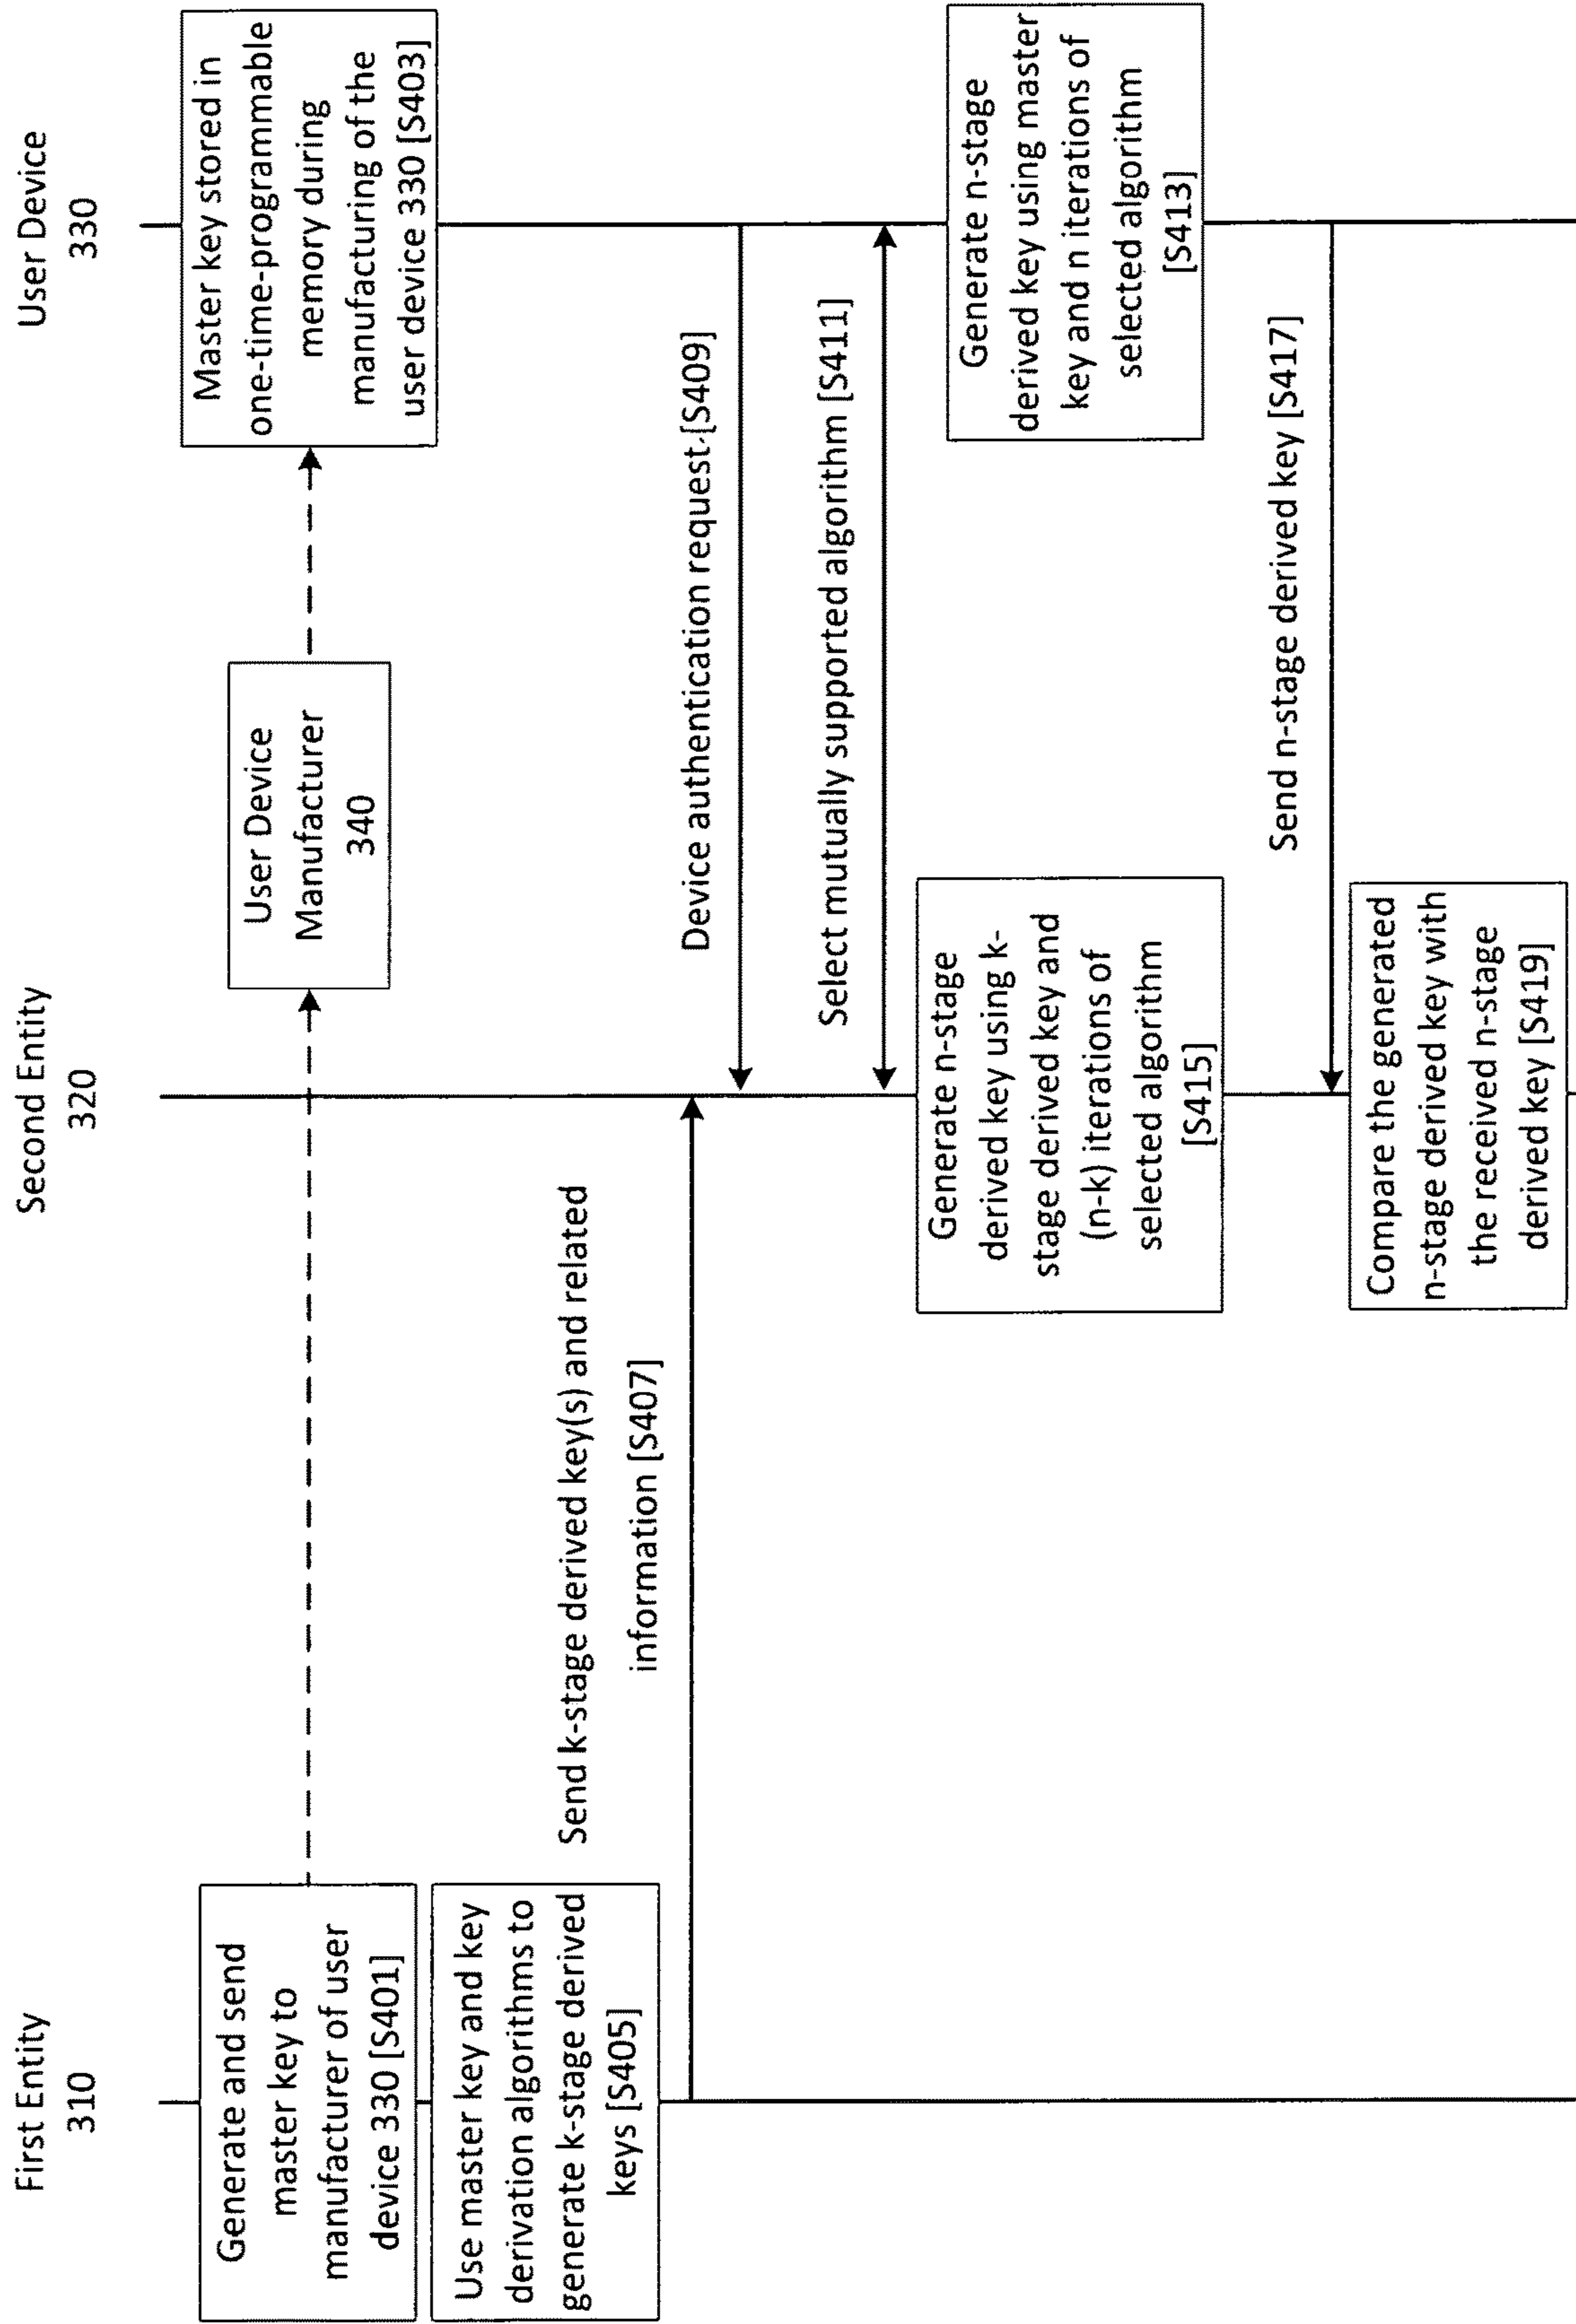 First Entity
310
Second Entity
320
User Device
330
Generate and send
master key to
manufacturer of user
device 330 [S401]
User Device
Manufacturer
340
Master key stored in
one-time-programmable
memory during
manufacturing of the
user device 330 [S403]
Use master key and key
derivation algorithms to
generate k-stage derived
keys [S405]
Send k-stage derived key(s) and related
information [S407]
Device authentication request [S409]
Select mutually supported algorithm [S411]
Generate n-stage
derived key using master
key and n iterations of
selected algorithm
[S413]
Generate n-stage
derived key using k-
stage derived key and
(n-k) iterations of
selected algorithm
[S415]
Send n-stage derived key [S417]
Compare the generated
n-stage derived key with
the received n-stage
derived key [S419]